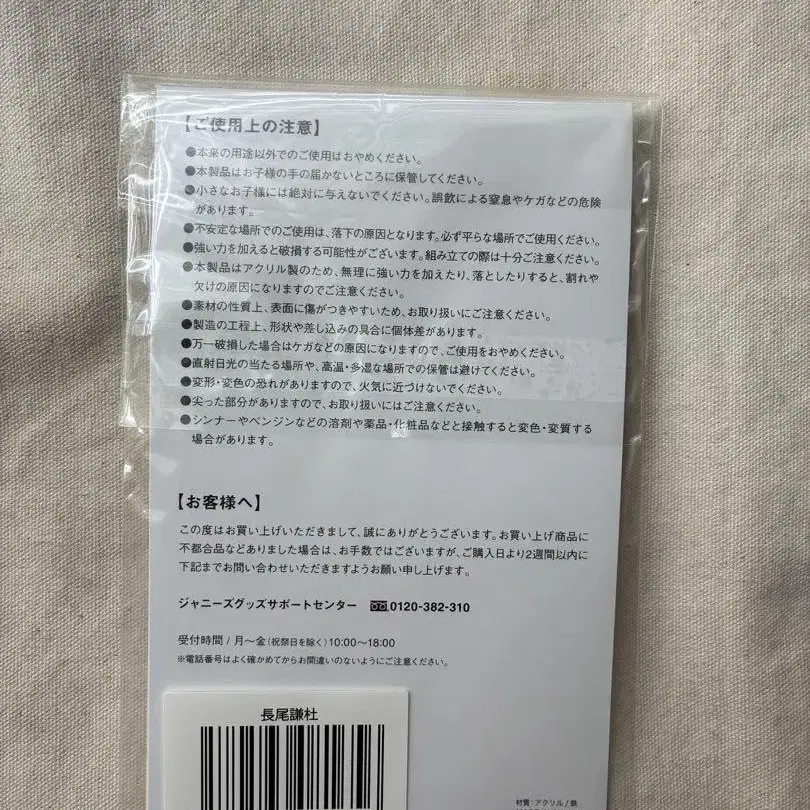 【ご使用上の注意】
●本来の用途以外でのご使用はおやめください。
●本製品はお子様の手の届かないところに保管してください。
●小さなお子様には絶対に与えないでください。誤飲による窒息やケガなどの危険
があります。
●不安定な場所でのご使用は、落下の原因となります。必ず平らな場所でご使用ください。
●強い力を加えると破損する可能性がございます。組み立ての際は十分ご注意ください。
●本製品はアクリル製のため、無理に強い力を加えたり、落としたりすると、割れや
欠けの原因になりますのでご注意ください。
●素材の性質上、表面に傷がつきやすいため、お取り扱いにご注意ください。
●製造の工程上、形状や差し込みの具合に個体差があります。
●万一破損した場合はケガなどの原因になりますので、ご使用をおやめください。
●直射日光の当たる場所や、高温・多湿な場所での保管は避けてください。
●変形・変色の恐れがありますので、火気に近づけないでください。
●尖った部分がありますので、お取り扱いにはご注意ください。
●シンナーやベンジンなどの溶剤や薬品・化粧品などと接触すると変色・変質する
場合があります。
【お客様へ】
この度はお買い上げいただきまして、誠にありがとうございます。お買い上げ商品に
不都合品などありました場合は、お手数ではございますが、ご購入日より2週間以内に
下記までお問い合わせいただきますようお願い申し上げます。
ジャニーズグッズサポートセンター 0120-382-310
受付時間 / 月〜金(祝祭日を除く)10:00〜18:00
※電話番号はよく確かめてからお間違いのないようにご注意ください。
長尾謙杜
材質:アクリル / 鉄